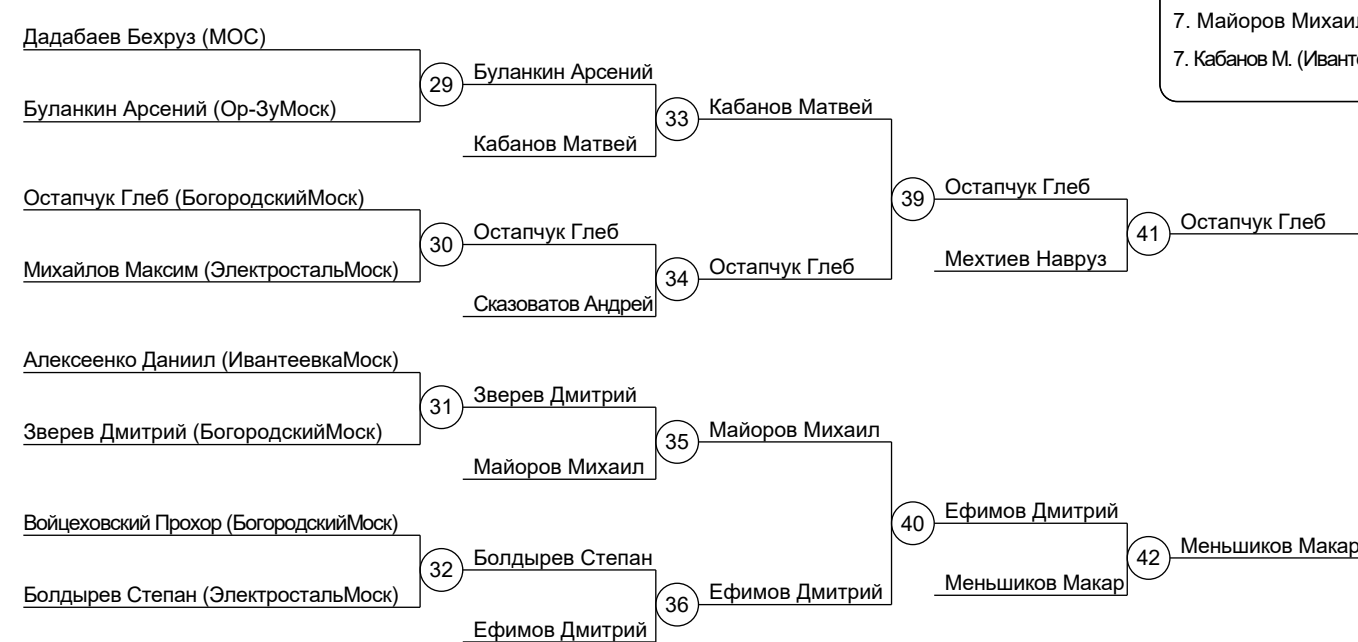 7. Майоров Михаил
7. Кабанов М.
Дадабаев Бехруз (МОС)
29
Буланкин Арсений
Буланкин Арсений (Ор-ЗуМоск)
33
Кабанов Матвей
Кабанов Матвей
Остапчук Глеб (БогородскийМоск)
39
Остапчук Глеб
30
Остапчук Глеб
41
Остапчук Глеб
Михайлов Максим (ЭлектростальМоск)
34
Остапчук Глеб
Мехтиев Навруз
Сказоватов Андрей
Алексеенко Даниил (ИвантеевкаМоск)
31
Зверев Дмитрий
Зверев Дмитрий (БогородскийМоск)
35
Майоров Михаил
Майоров Михаил
Войцеховский Прохор (БогородскийМоск)
40
Ефимов Дмитрий
32
Болдырев Степан
42
Меньшиков Макар
Болдырев Степан (ЭлектростальМоск)
36
Ефимов Дмитрий
Меньшиков Макар
Ефимов Дмитрий